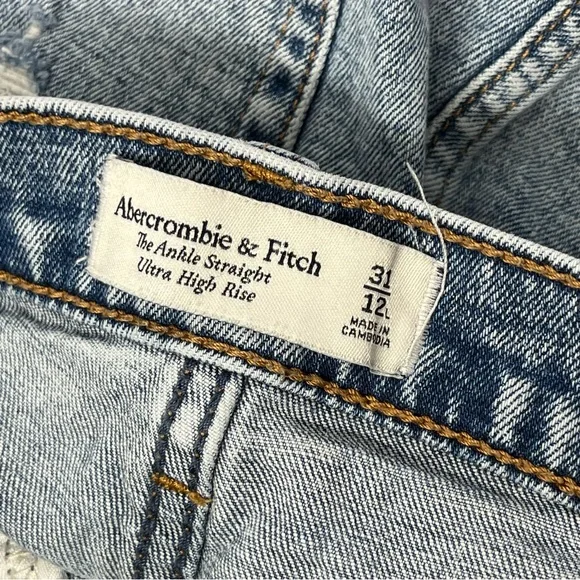 Abercrombie & Fitch
The Ankle Straight
Ultra High Rise
31
12L
MADE IN
CAMBODIA